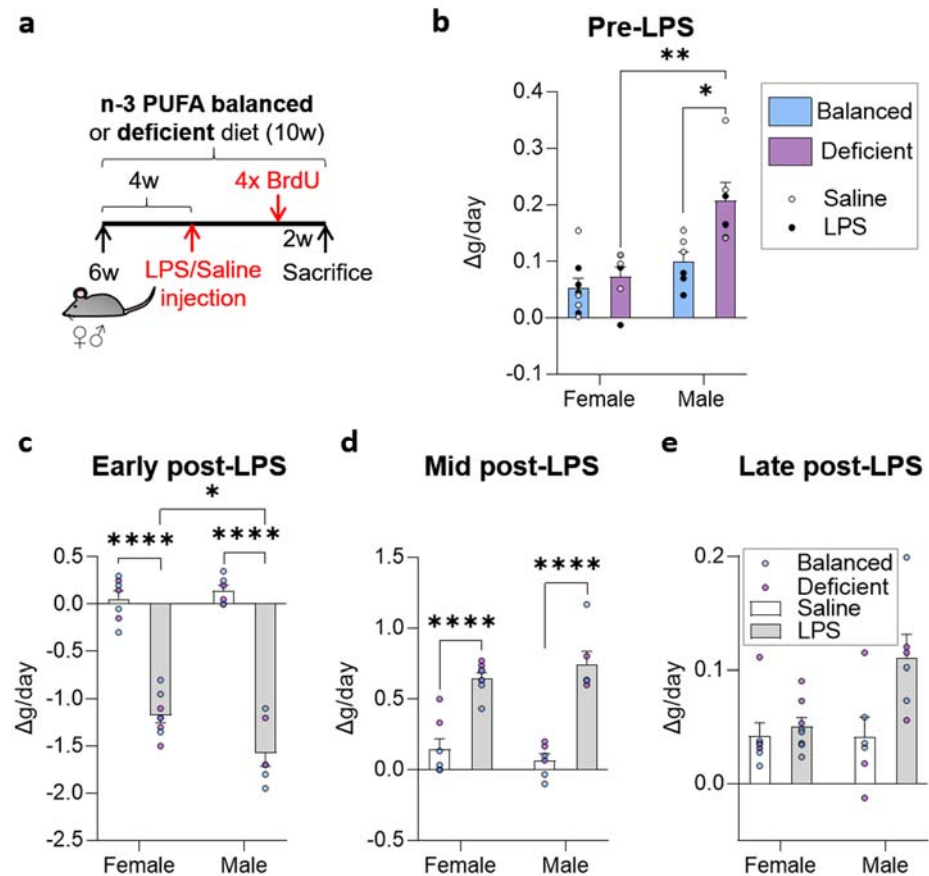 a
n-3 PUFA balanced
or deficient diet (10w)
4w
4x BrdU
2w
6w
LPS/Saline
injection
Sacrifice
♀♂
b
Pre-LPS
**
*
0.4
0.3
0.2
0.1
0.0
-0.1
Δg/day
Female
Male
Balanced
Deficient
Saline
LPS
c
Early post-LPS
*
****
****
0.5
0.0
-0.5
-1.0
-1.5
-2.0
-2.5
Δg/day
Female
Male
d
Mid post-LPS
****
****
1.5
1.0
0.5
0.0
-0.5
Δg/day
Female
Male
e
Late post-LPS
0.2
0.1
0.0
Δg/day
Balanced
Deficient
Saline
LPS
Female
Male